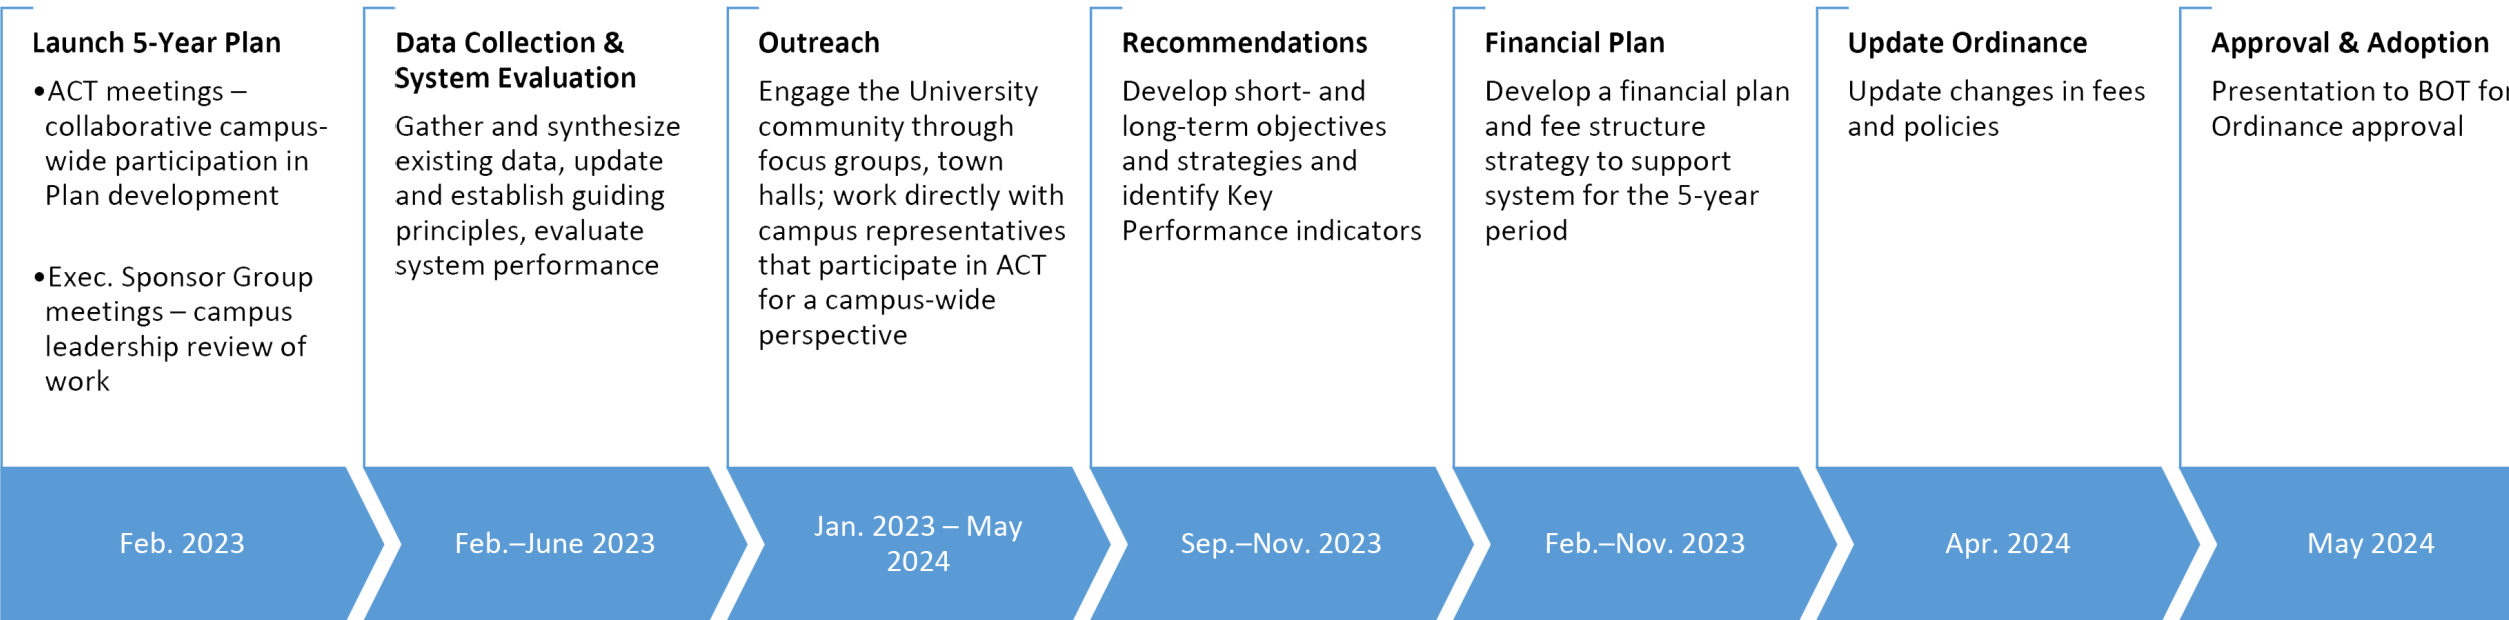 Launch 5-Year Plan
•ACT meetings –
collaborative campus-
wide participation in
Plan development
•Exec. Sponsor Group
meetings – campus
leadership review of
work
Feb. 2023
Data Collection &
System Evaluation
Gather and synthesize
existing data, update
and establish guiding
principles, evaluate
system performance
Feb.–June 2023
Outreach
Engage the University
community through
focus groups, town
halls; work directly with
campus representatives
that participate in ACT
for a campus-wide
perspective
Jan. 2023 – May
2024
Recommendations
Develop short- and
long-term objectives
and strategies and
identify Key
Performance indicators
Sep.–Nov. 2023
Financial Plan
Develop a financial plan
and fee structure
strategy to support
system for the 5-year
period
Feb.–Nov. 2023
Update Ordinance
Update changes in fees
and policies
Apr. 2024
Approval & Adoption
Presentation to BOT for
Ordinance approval
May 2024